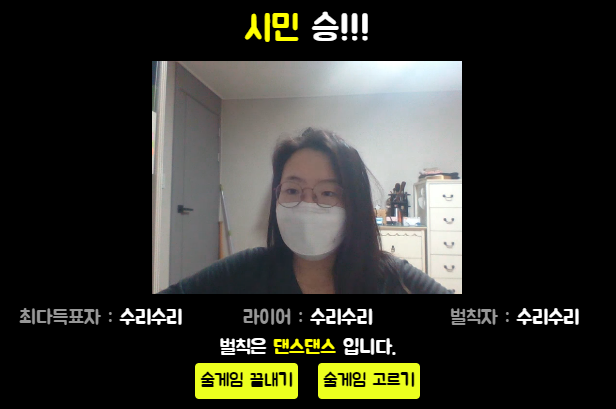 시민 승!!!
최다득표자 : 수리수리 라이어 : 수리수리 벌칙자 : 수리수리
벌칙은 댄스댄스 입니다.
술게임 끝내기 술게임 고르기